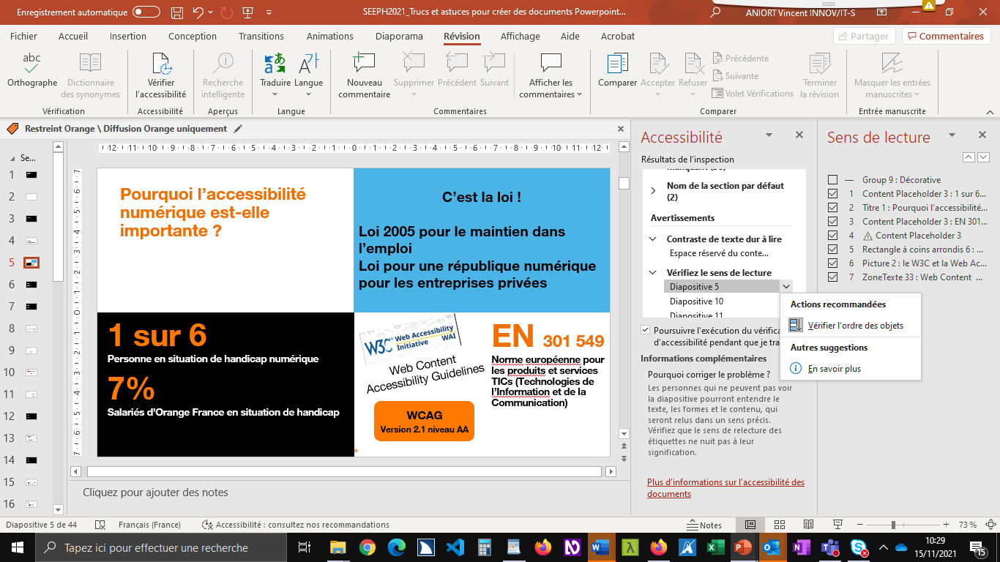 Enregistrement automatique
SEEPH2021_Trucs et astuces pour créer des documents Powerpoint...
ANIORT Vincent INNOV/IT-S
Fichier Accueil Insertion Conception Transitions Animations Diaporama Révision Affichage Aide Acrobat
Partager Commentaires
abc
Orthographe
Dictionnaire
des synonymes
Vérification
Vérifier
l'accessibilité
Accessibilité
Recherche
intelligente
Aperçus
Traduire
Langue
Langue
Nouveau
commentaire
Supprimer
Précédent
Suivant
Afficher les
commentaires
Commentaires
Comparer
Accepter
Refuser
Précédente
Suivante
Volet Vérifications
Terminer
la révision
Comparer
Masquer les entrées
manuscrites
Entrée manuscrite
Restreint Orange \ Diffusion Orange uniquement
Se...
1
2
3
4
5
6
7
8
9
10
11
12
13
14
15
16
Pourquoi l'accessibilité
numérique est-elle
importante ?
C'est la loi !
Loi 2005 pour le maintien dans
l'emploi
Loi pour une république numérique
pour les entreprises privées
1 sur 6
Personne en situation de handicap numérique
7%
Salariés d'Orange France en situation de handicap
W3C Web Accessibility
Initiative WAI
Web Content
Accessibility Guidelines
WCAG
Version 2.1 niveau AA
EN 301 549
Norme européenne pour
les produits et services
TICs (Technologies de
l'Information et de la
Communication)
Cliquez pour ajouter des notes
Accessibilité
Résultats de l'inspection
Nom de la section par défaut
(2)
Avertissements
Contraste de texte dur à lire
Espace réservé du conte...
Vérifiez le sens de lecture
Diapositive 5
Diapositive 10
Diapositive 11
Poursuivre l'exécution du vérifica
d'accessibilité pendant que je tra
Informations complémentaires
Pourquoi corriger le problème ?
Les personnes qui ne peuvent pas voir
la diapositive pourront entendre le
texte, les formes et le contenu, qui
seront relus dans un sens précis.
Vérifiez que le sens de relecture des
étiquettes ne nuit pas à leur
signification.
Plus d'informations sur l'accessibilité des
documents
Actions recommandées
Vérifier l'ordre des objets
Autres suggestions
En savoir plus
Sens de lecture
— Group 9 : Décorative
1 Content Placeholder 3 : 1 sur 6...
2 Titre 1 : Pourquoi l'accessibilité...
3 Content Placeholder 3 : EN 301...
4 Content Placeholder 3
5 Rectangle à coins arrondis 6 : ...
6 Picture 2 : le W3C et la Web Ac...
7 ZoneTexte 33 : Web Content ...
Diapositive 5 de 44
Français (France)
Accessibilité : consultez nos recommandations
Notes
73 %
Tapez ici pour effectuer une recherche
10:29
15/11/2021
15